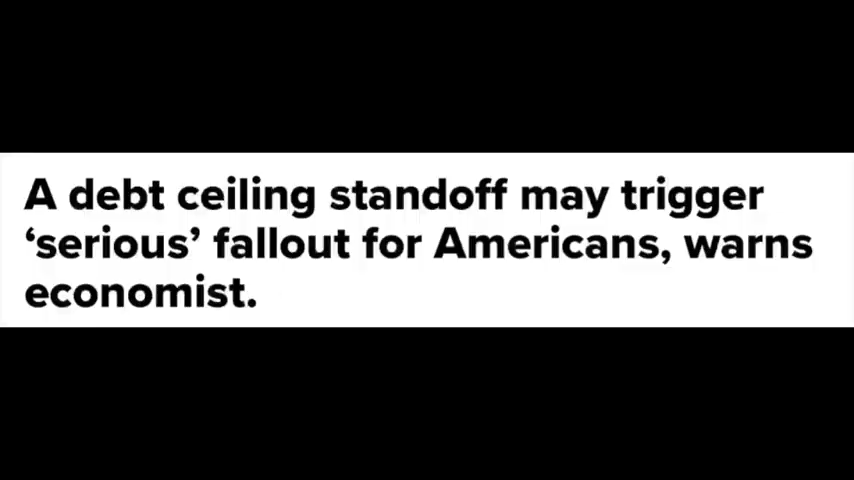 A debt ceiling standoff may trigger
‘serious’ fallout for Americans, warns
economist.